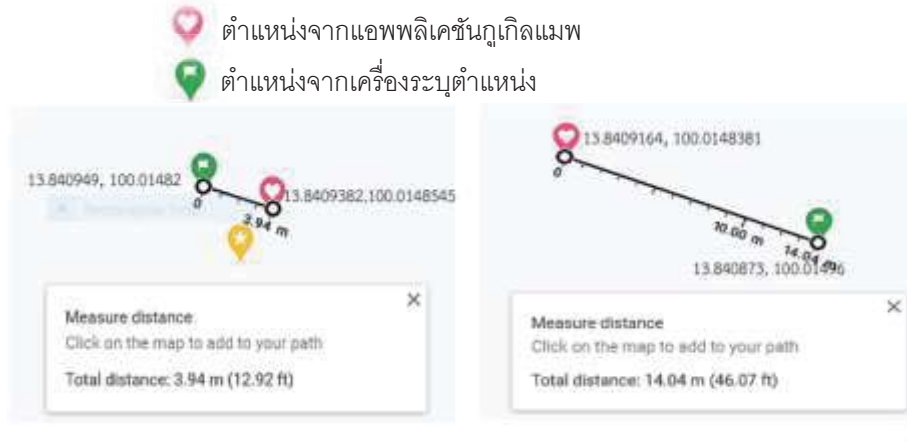 ตำแหน่งจากแอพพลิเคชันกูเกิลแมพ
ตำแหน่งจากเครื่องระบุตำแหน่ง
13.840949, 100.01482
13.8409382,100.0148545
0
3.94 m
Measure distance
Click on the map to add to your path
Total distance: 3.94 m (12.92 ft)
13.8409164, 100.0148381
0
10.00 m
14.04 m
13.840873, 100.01496
Measure distance
Click on the map to add to your path
Total distance: 14.04 m (46.07 ft)